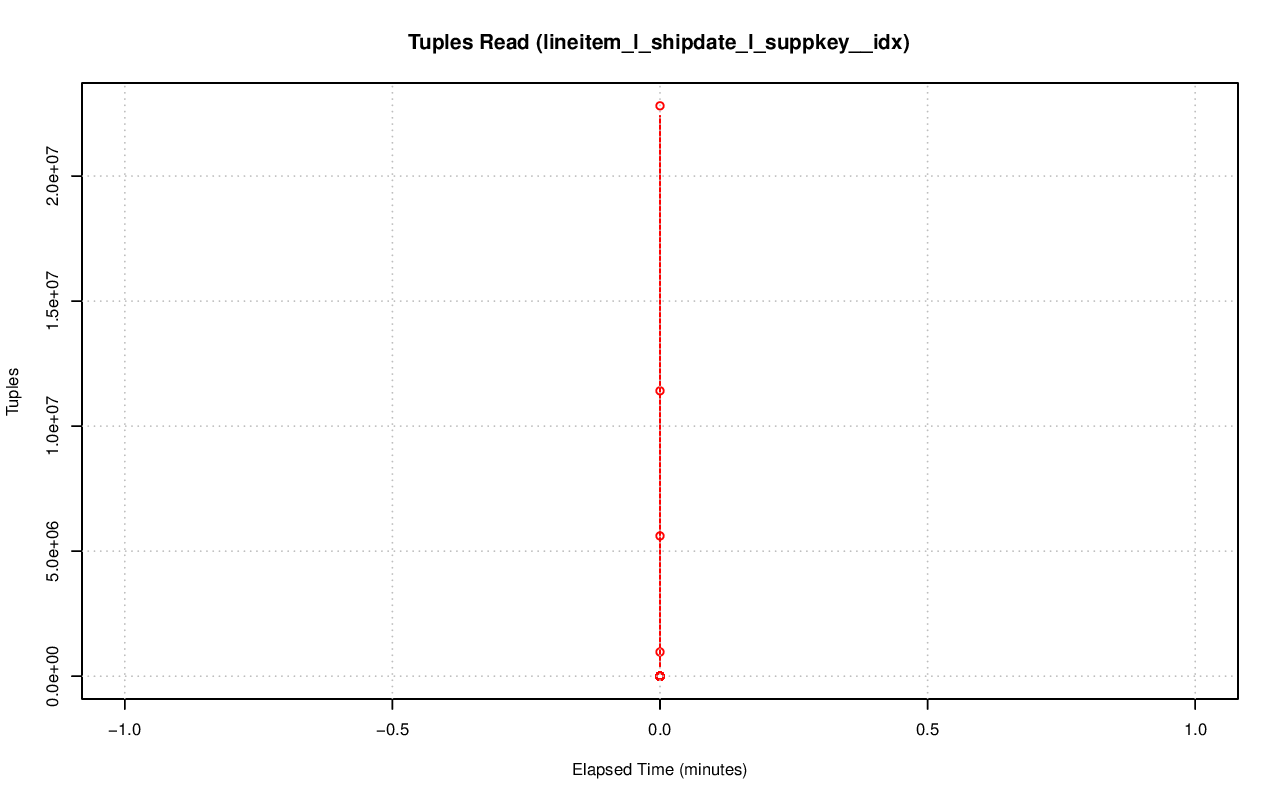 Tuples Read (lineitem_l_shipdate_l_suppkey__idx)
Tuples
2.0e+07
1.5e+07
1.0e+07
5.0e+06
0.0e+00
−1.0 −0.5 0.0 0.5 1.0
Elapsed Time (minutes)